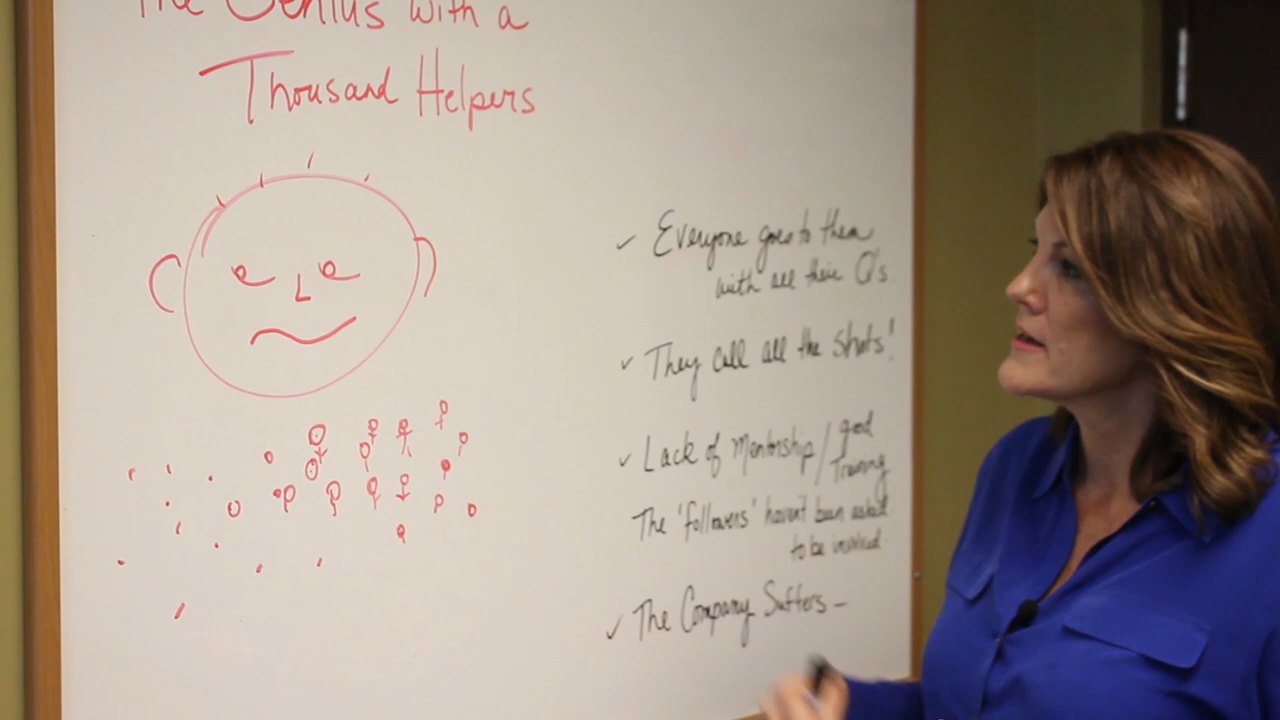 The Genius with a
Thousand Helpers
✓ Everyone goes to them
with all their Q's
✓ They call all the shots!
✓ Lack of Mentorship/good
Training
The 'followers' haven't been asked
to be involved
✓ The Company Suffers -